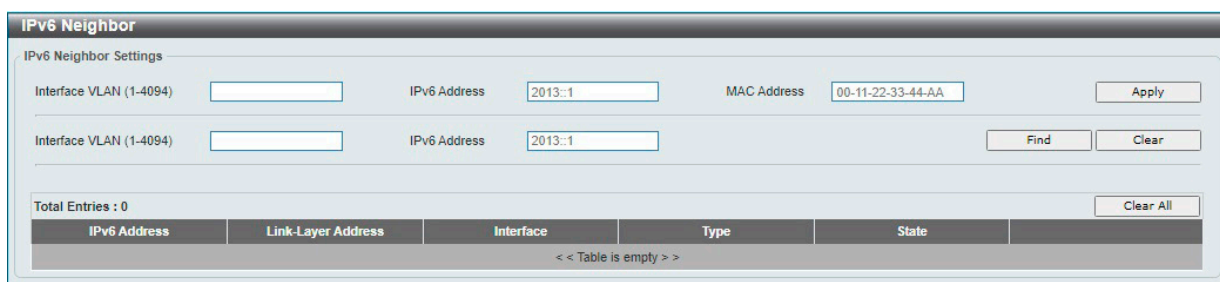 IPv6 Neighbor
IPv6 Neighbor Settings
Interface VLAN (1-4094) IPv6 Address 2013::1 MAC Address 00-11-22-33-44-AA Apply
Interface VLAN (1-4094) IPv6 Address 2013::1 Find Clear
Total Entries : 0 Clear All
IPv6 Address Link-Layer Address Interface Type State
< < Table is empty > >